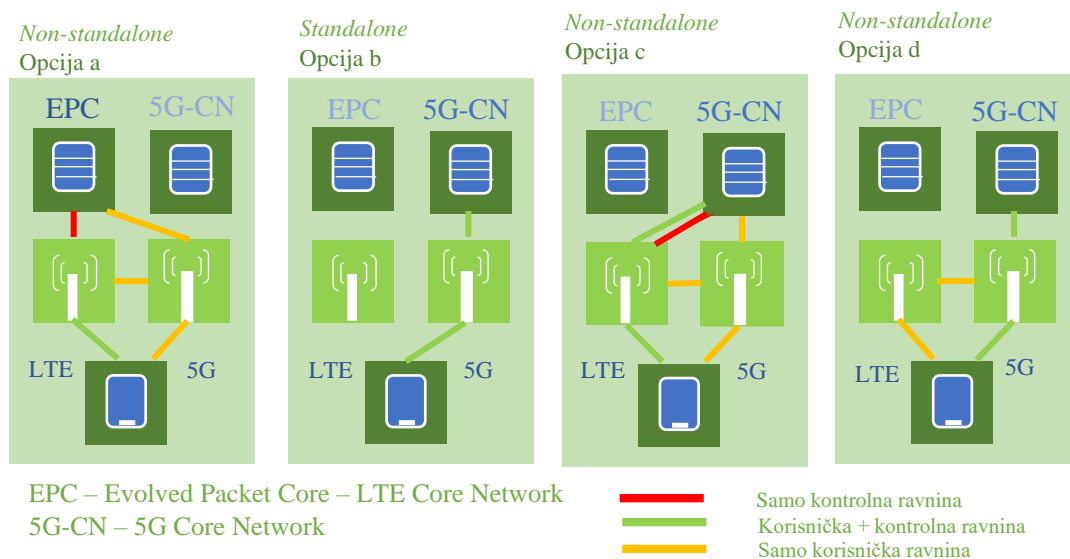 Non-standalone
Opcija a
EPC 5G-CN
LTE 5G
Standalone
Opcija b
EPC 5G-CN
LTE 5G
Non-standalone
Opcija c
EPC 5G-CN
LTE 5G
Non-standalone
Opcija d
EPC 5G-CN
LTE 5G
EPC – Evolved Packet Core – LTE Core Network
5G-CN – 5G Core Network
Samo kontrolna ravnina
Korisnička + kontrolna ravnina
Samo korisnička ravnina